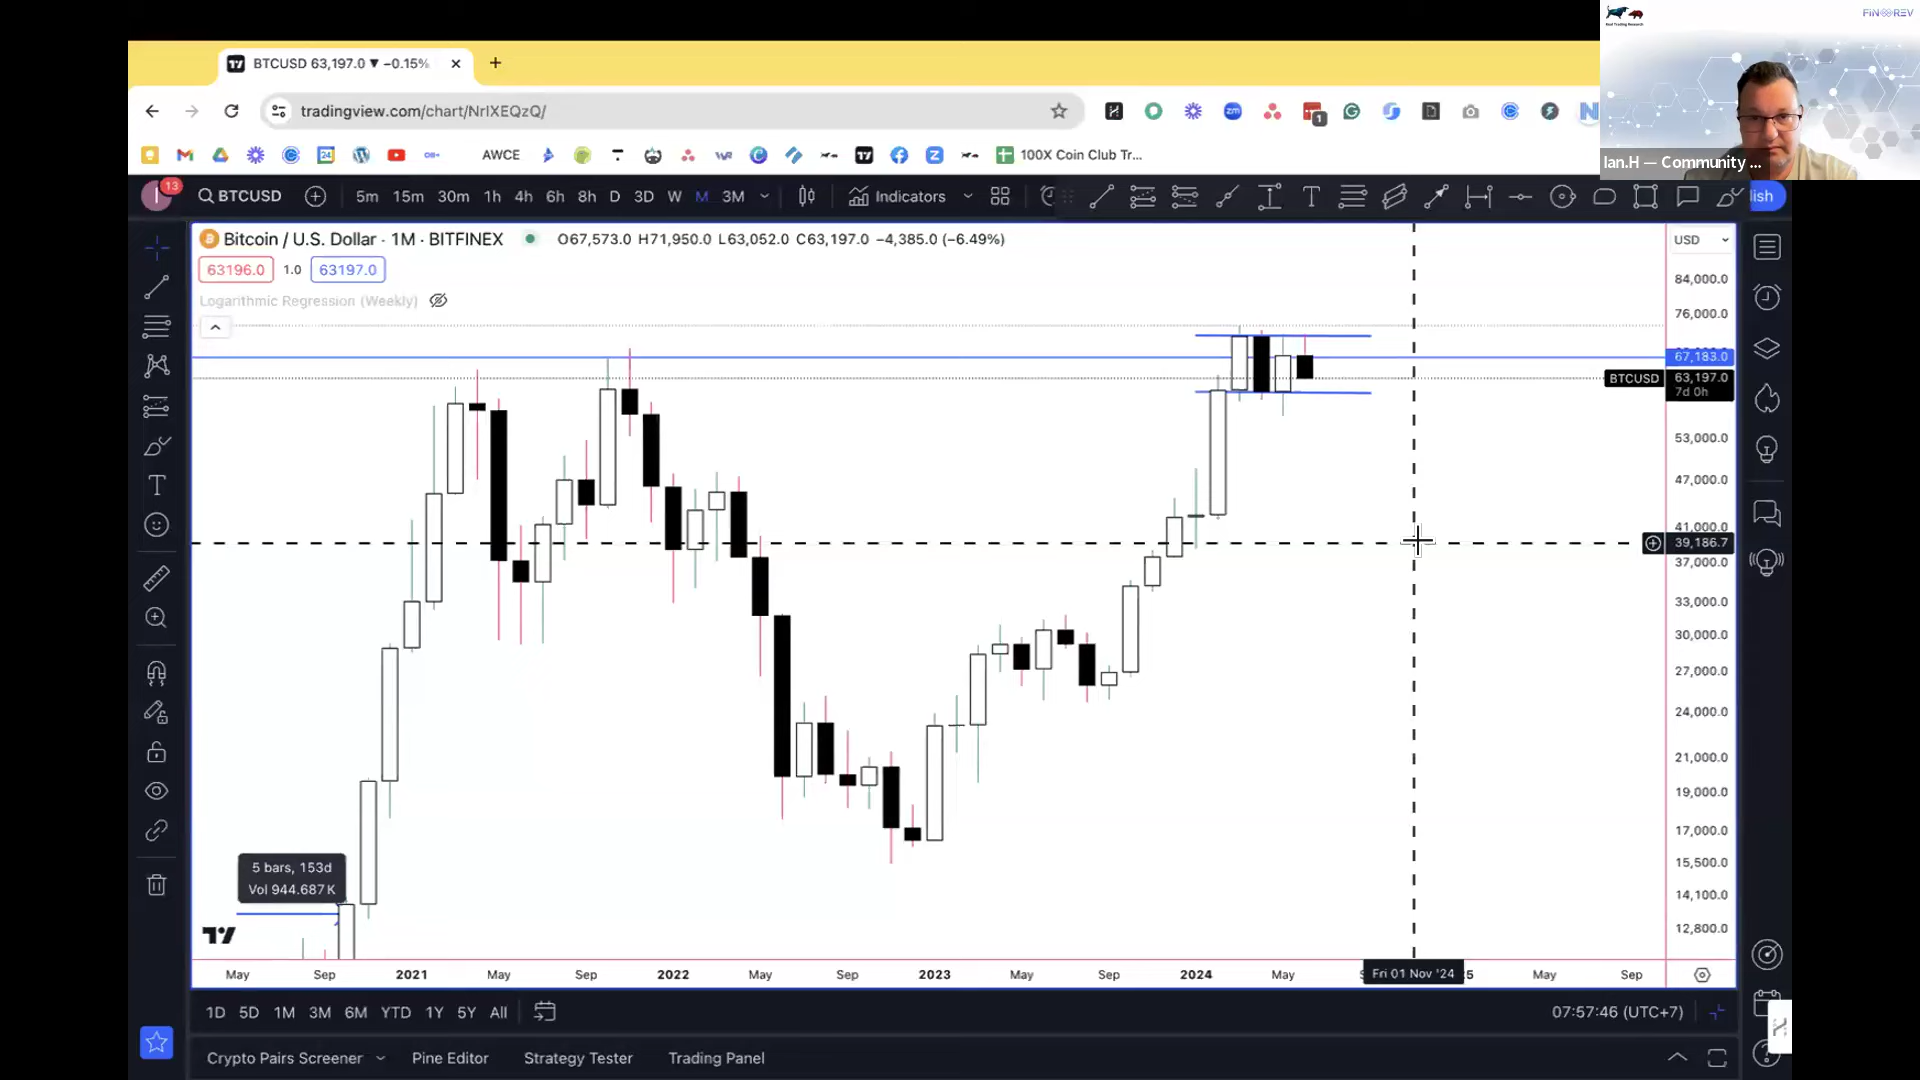 FIN REV
BTCUSD 63,197.0 ▼ −0.15%
tradingview.com/chart/NrIXEQzQ/
1
AWCE
100X Coin Club Tr...
Ian.H — Community ...
13
BTCUSD
5m 15m 30m 1h 4h 6h 8h D 3D W M 3M
Indicators
lish
Bitcoin / U.S. Dollar · 1M · BITFINEX
O67,573.0 H71,950.0 L63,052.0 C63,197.0 −4,385.0 (−6.49%)
USD
63196.0 1.0 63197.0
Logarithmic Regression (Weekly)
84,000.0
76,000.0
67,183.0
BTCUSD 63,197.0
7d 0h
53,000.0
47,000.0
41,000.0
39,186.7
37,000.0
33,000.0
30,000.0
27,000.0
24,000.0
21,000.0
19,000.0
17,000.0
15,500.0
14,100.0
12,800.0
5 bars, 153d
Vol 944.687 K
May Sep 2021 May Sep 2022 May Sep 2023 May Sep 2024 May Fri 01 Nov '24 May Sep
1D 5D 1M 3M 6M YTD 1Y 5Y All
07:57:46 (UTC+7)
Crypto Pairs Screener Pine Editor Strategy Tester Trading Panel